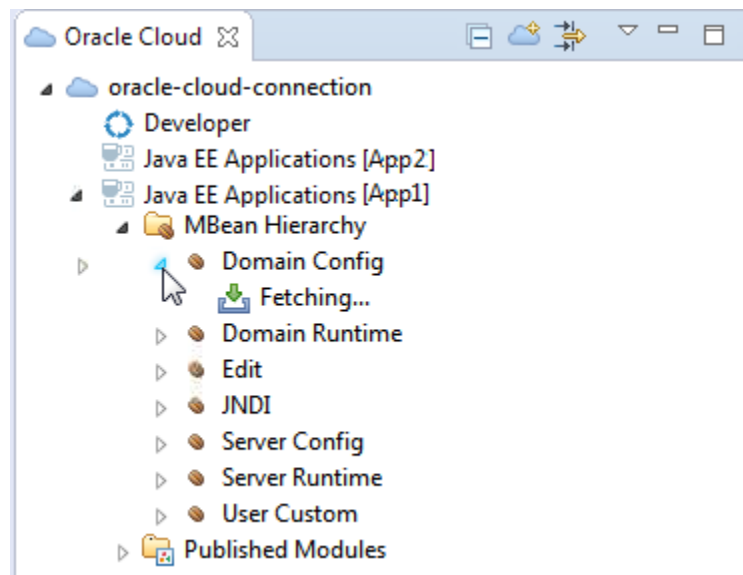 Oracle Cloud
oracle-cloud-connection
Developer
Java EE Applications [App2]
Java EE Applications [App1]
MBean Hierarchy
Domain Config
Fetching...
Domain Runtime
Edit
JNDI
Server Config
Server Runtime
User Custom
Published Modules